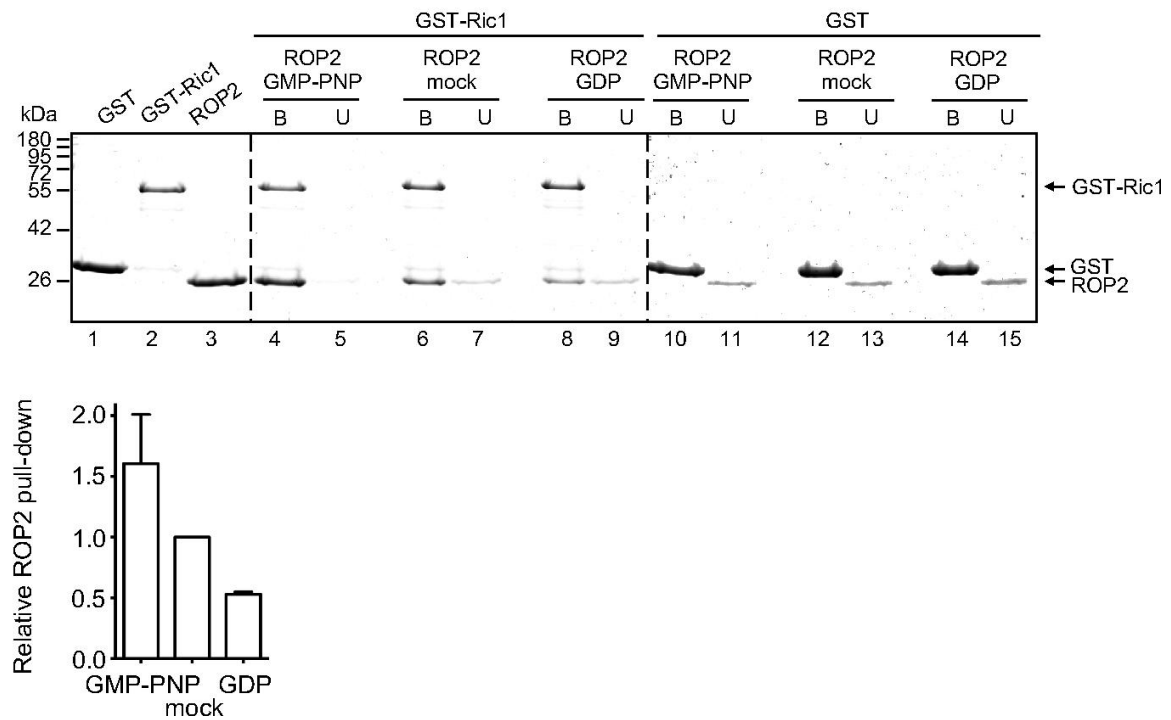 GST-Ric1 GST
ROP2 ROP2 ROP2 ROP2 ROP2 ROP2
GMP-PNP mock GDP GMP-PNP mock GDP
kDa GST GST-Ric1 ROP2 B U B U B U B U B U B U
180
95
72
55 GST-Ric1
42
GST
26 ROP2
1 2 3 4 5 6 7 8 9 10 11 12 13 14 15
Relative ROP2 pull-down
2.0
1.5
1.0
0.5
0.0
GMP-PNP GDP
mock